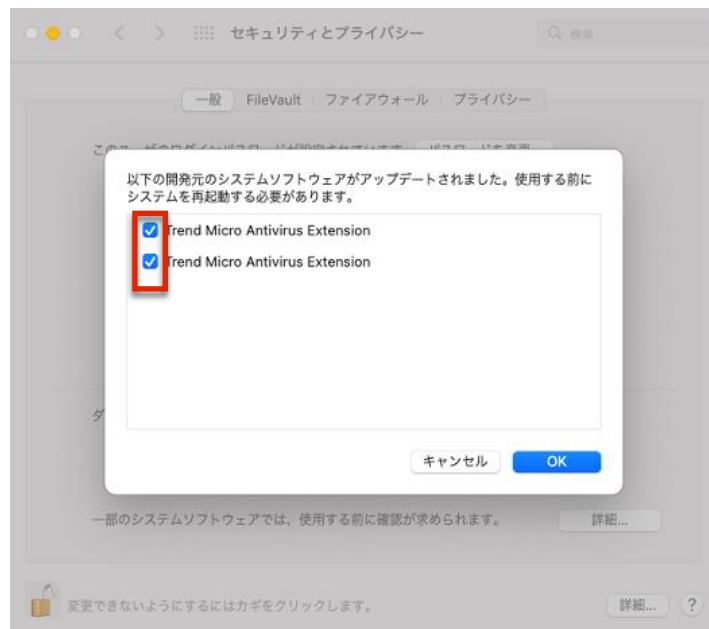 セキュリティとプライバシー
検索
一般 FileVault ファイアウォール プライバシー
以下の開発元のシステムソフトウェアがアップデートされました。使用する前に
システムを再起動する必要があります。
Trend Micro Antivirus Extension
Trend Micro Antivirus Extension
キャンセル OK
一部のシステムソフトウェアでは、使用する前に確認が求められます。 詳細...
変更できないようにするにはカギをクリックします。 詳細... ?